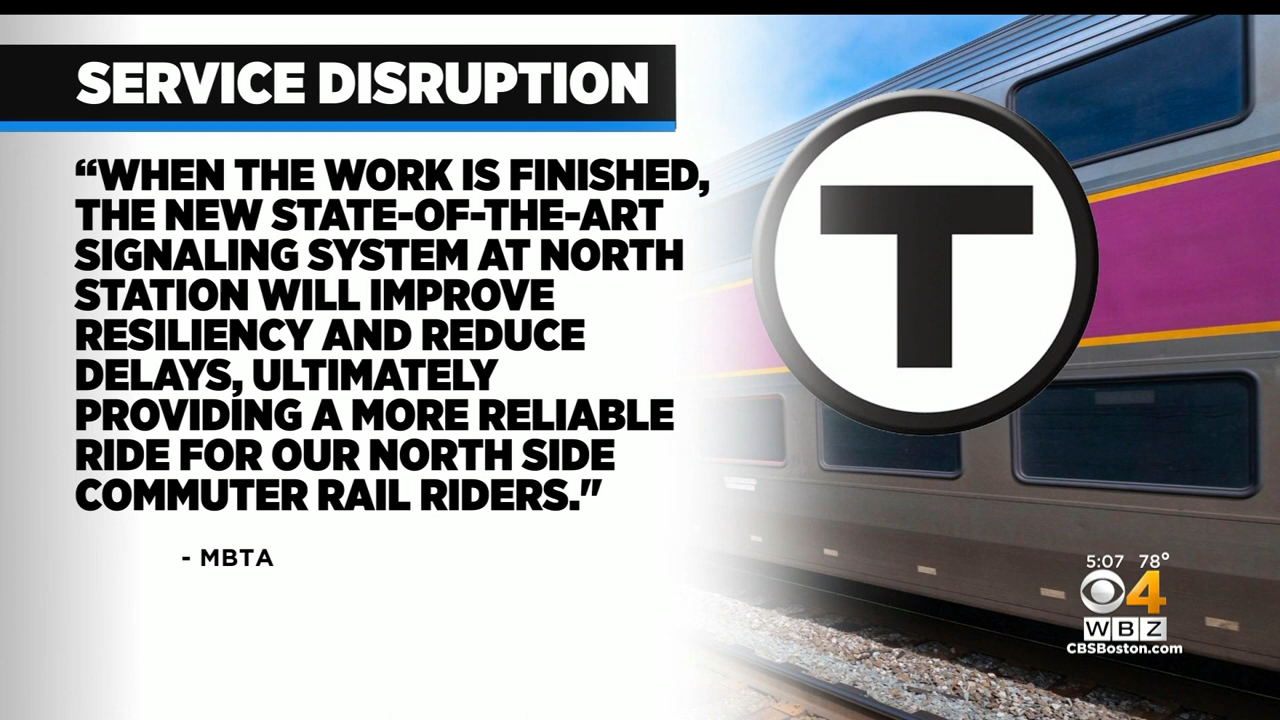 SERVICE DISRUPTION
“WHEN THE WORK IS FINISHED,
THE NEW STATE-OF-THE-ART
SIGNALING SYSTEM AT NORTH
STATION WILL IMPROVE
RESILIENCY AND REDUCE
DELAYS, ULTIMATELY
PROVIDING A MORE RELIABLE
RIDE FOR OUR NORTH SIDE
COMMUTER RAIL RIDERS."
- MBTA
T
5:07 78°
4
WBZ
CBSBoston.com